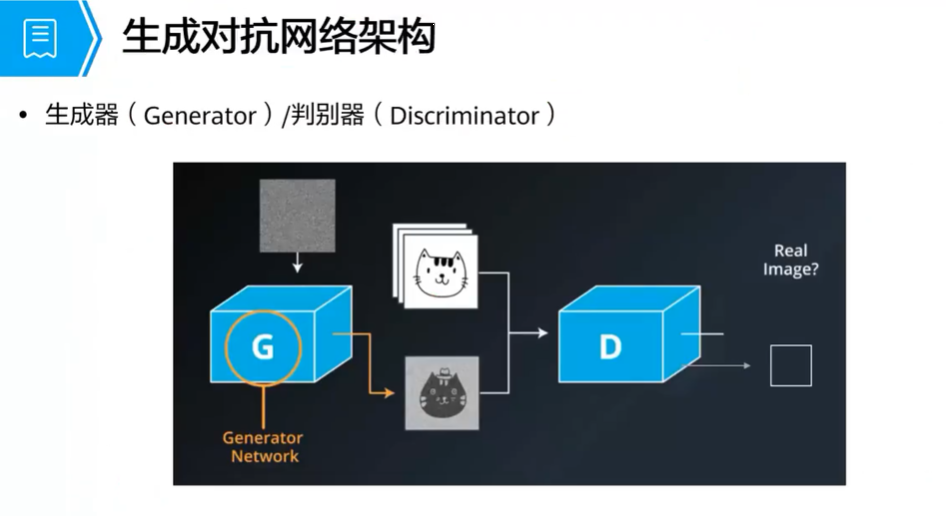 生成对抗网络架构
• 生成器（Generator）/判别器（Discriminator）
Real
Image?
G
D
Generator
Network